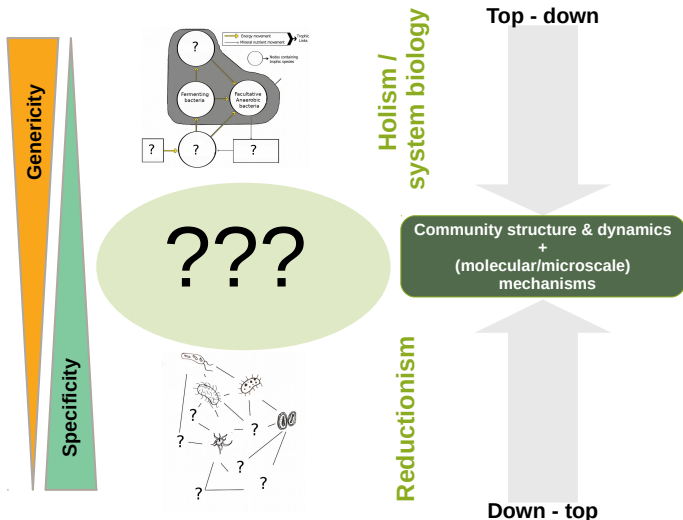 Top - down
Energy movement
Mineral nutrient movement
Trophic
Links
Nodes containing
trophic species
?
Fermenting
bacteria
Facultative
Anaerobic
bacteria
?
?
?
Genericity
Specificity
Holism /
system biology
???
Community structure & dynamics
+
(molecular/microscale)
mechanisms
Reductionism
?
?
?
?
?
?
Down - top